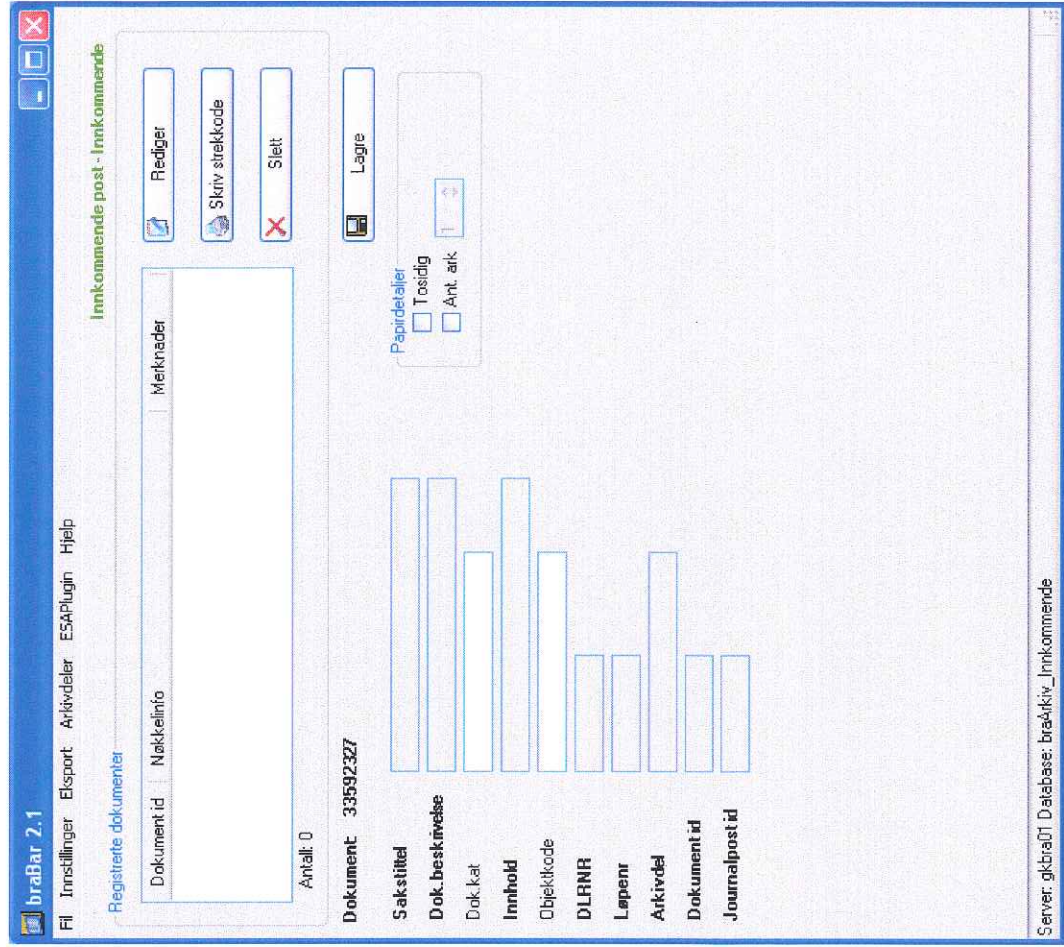 braBar 2.1
Fil Innstillinger Eksport Arkivdeler ESAPlugin Hjelp
Innkommende post - Innkommende
Registrerte dokumenter
Dokument id Nøkkelinfo Merknader
Rediger
Skriv strekkode
Slett
Antall: 0
Dokument: 33592327
Lagre
Sakstittel
Dok.beskrivelse
Dok.kat
Innhold
Objektkode
DLRNR
Løpenr
Arkivdel
Dokument id
Journalpost id
Papirdetaljer
Tosidig
Ant. ark 1
Server: gkbra01 Database: braArkiv_Innkommende